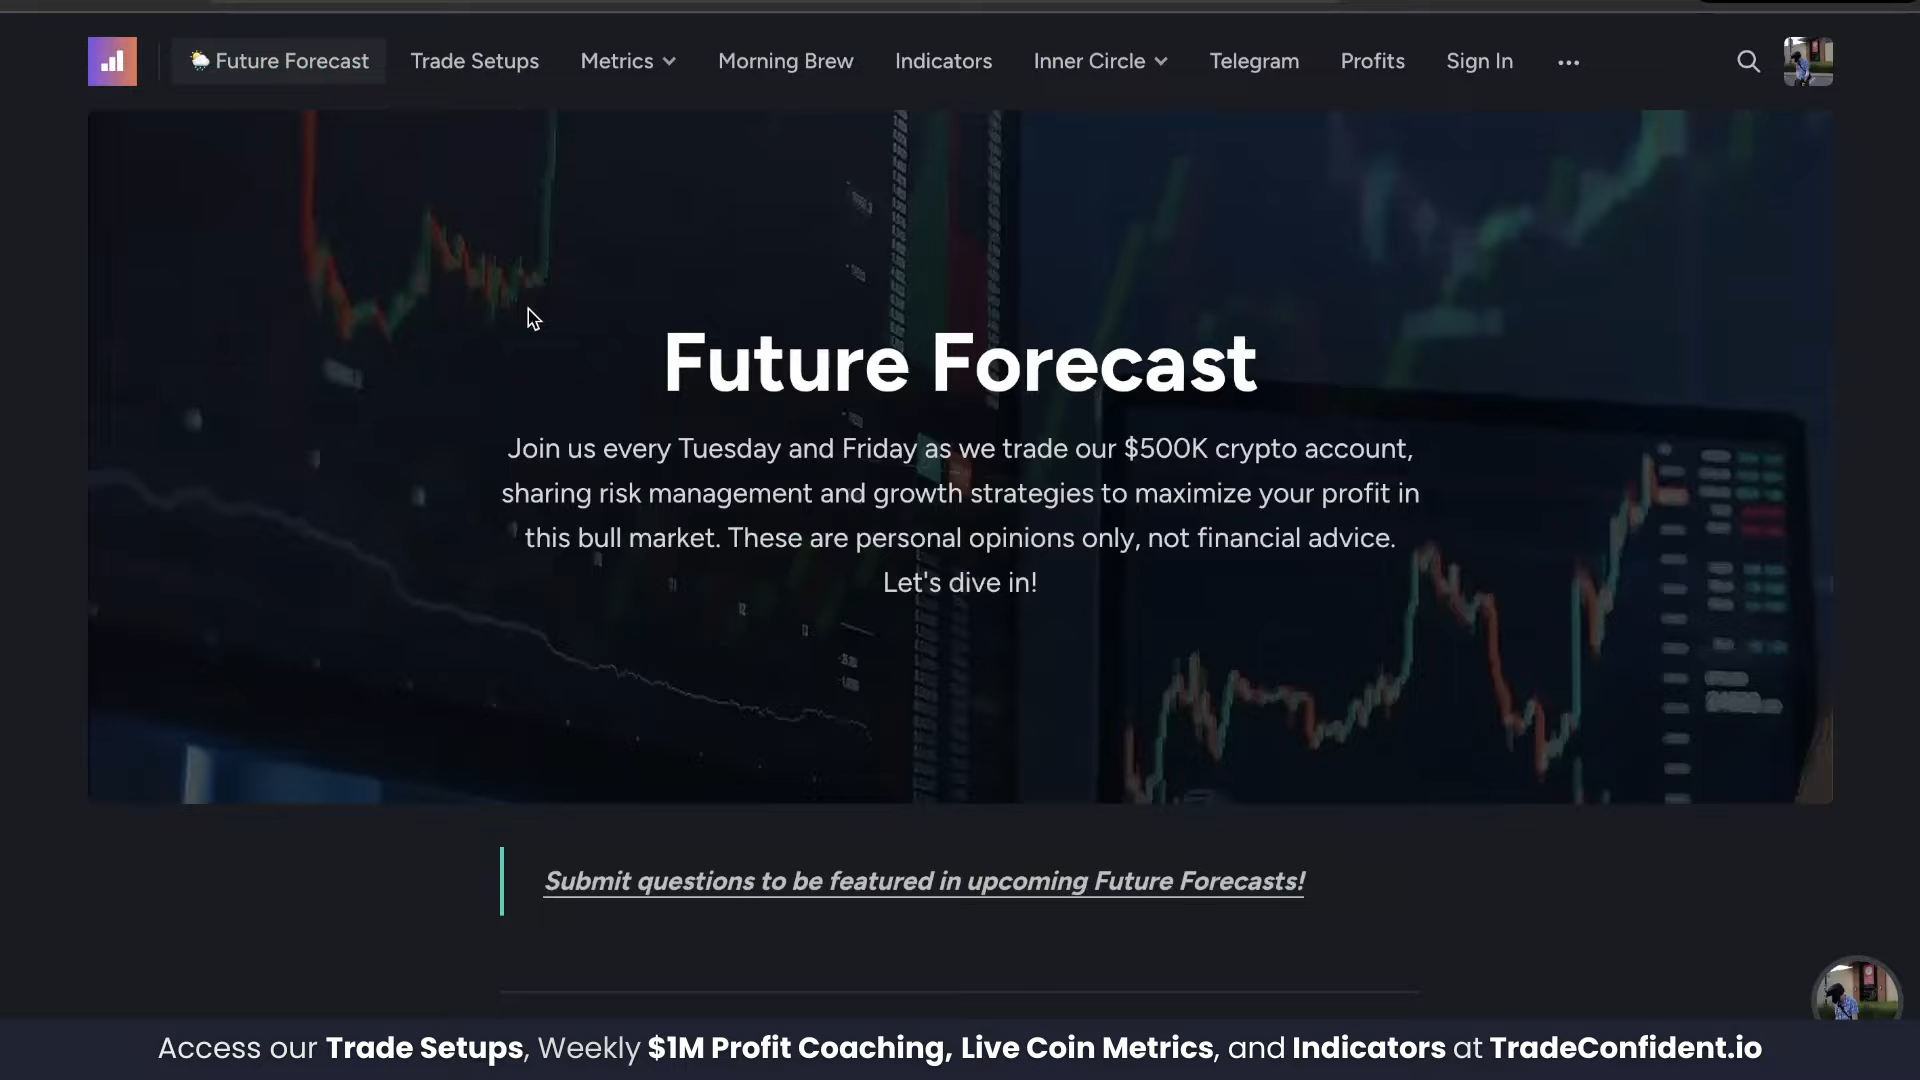 Future Forecast
Trade Setups
Metrics
Morning Brew
Indicators
Inner Circle
Telegram
Profits
Sign In
Future Forecast
Join us every Tuesday and Friday as we trade our $500K crypto account,
sharing risk management and growth strategies to maximize your profit in
this bull market. These are personal opinions only, not financial advice.
Let's dive in!
Submit questions to be featured in upcoming Future Forecasts!
Access our Trade Setups, Weekly $1M Profit Coaching, Live Coin Metrics, and Indicators at TradeConfident.io